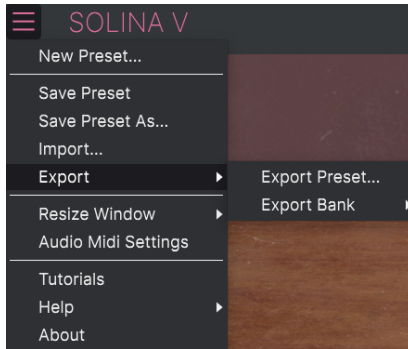 SOLINA V
New Preset...
Save Preset
Save Preset As...
Import...
Export
Export Preset...
Export Bank
Resize Window
Audio Midi Settings
Tutorials
Help
About